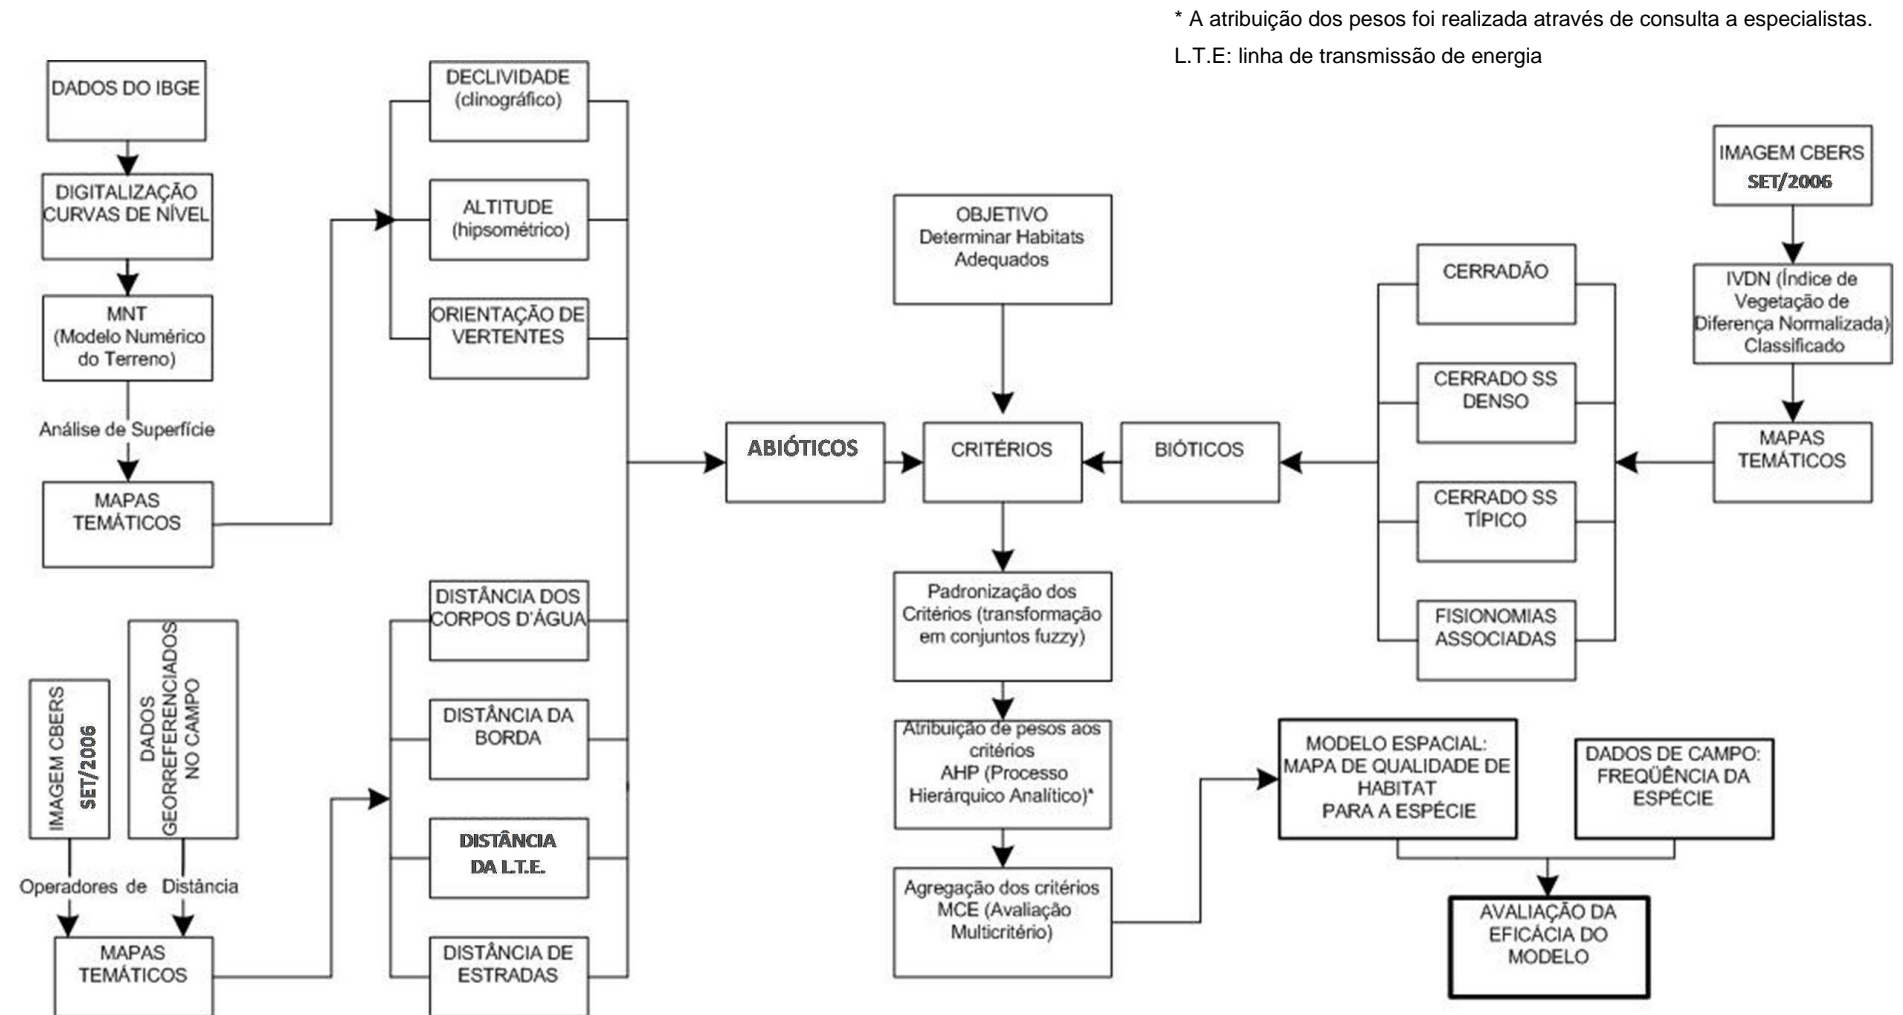 * A atribuição dos pesos foi realizada através de consulta a especialistas.
L.T.E: linha de transmissão de energia
DADOS DO IBGE
DIGITALIZAÇÃO
CURVAS DE NÍVEL
MNT
(Modelo Numérico
do Terreno)
Análise de Superfície
MAPAS
TEMÁTICOS
IMAGEM CBERS
SET/2006
DADOS
GEORREFERENCIADOS
NO CAMPO
Operadores de Distância
MAPAS
TEMÁTICOS
DECLIVIDADE
(clinográfico)
ALTITUDE
(hipsométrico)
ORIENTAÇÃO DE
VERTENTES
DISTÂNCIA DOS
CORPOS D'ÁGUA
DISTÂNCIA DA
BORDA
DISTÂNCIA
DA L.T.E.
DISTÂNCIA DE
ESTRADAS
ABIÓTICOS
OBJETIVO
Determinar Habitats
Adequados
CRITÉRIOS
Padronização dos
Critérios (transformação
em conjuntos fuzzy)
Atribuição de pesos aos
critérios
AHP (Processo
Hierárquico Analítico)*
Agregação dos critérios
MCE (Avaliação
Multicritério)
BIÓTICOS
CERRADÃO
CERRADO SS
DENSO
CERRADO SS
TÍPICO
FISIONOMIAS
ASSOCIADAS
IMAGEM CBERS
SET/2006
IVDN (Índice de
Vegetação de
Diferença Normalizada)
Classificado
MAPAS
TEMÁTICOS
MODELO ESPACIAL:
MAPA DE QUALIDADE DE
HABITAT
PARA A ESPÉCIE
DADOS DE CAMPO:
FREQÜÊNCIA DA
ESPÉCIE
AVALIAÇÃO DA
EFICÁCIA DO
MODELO